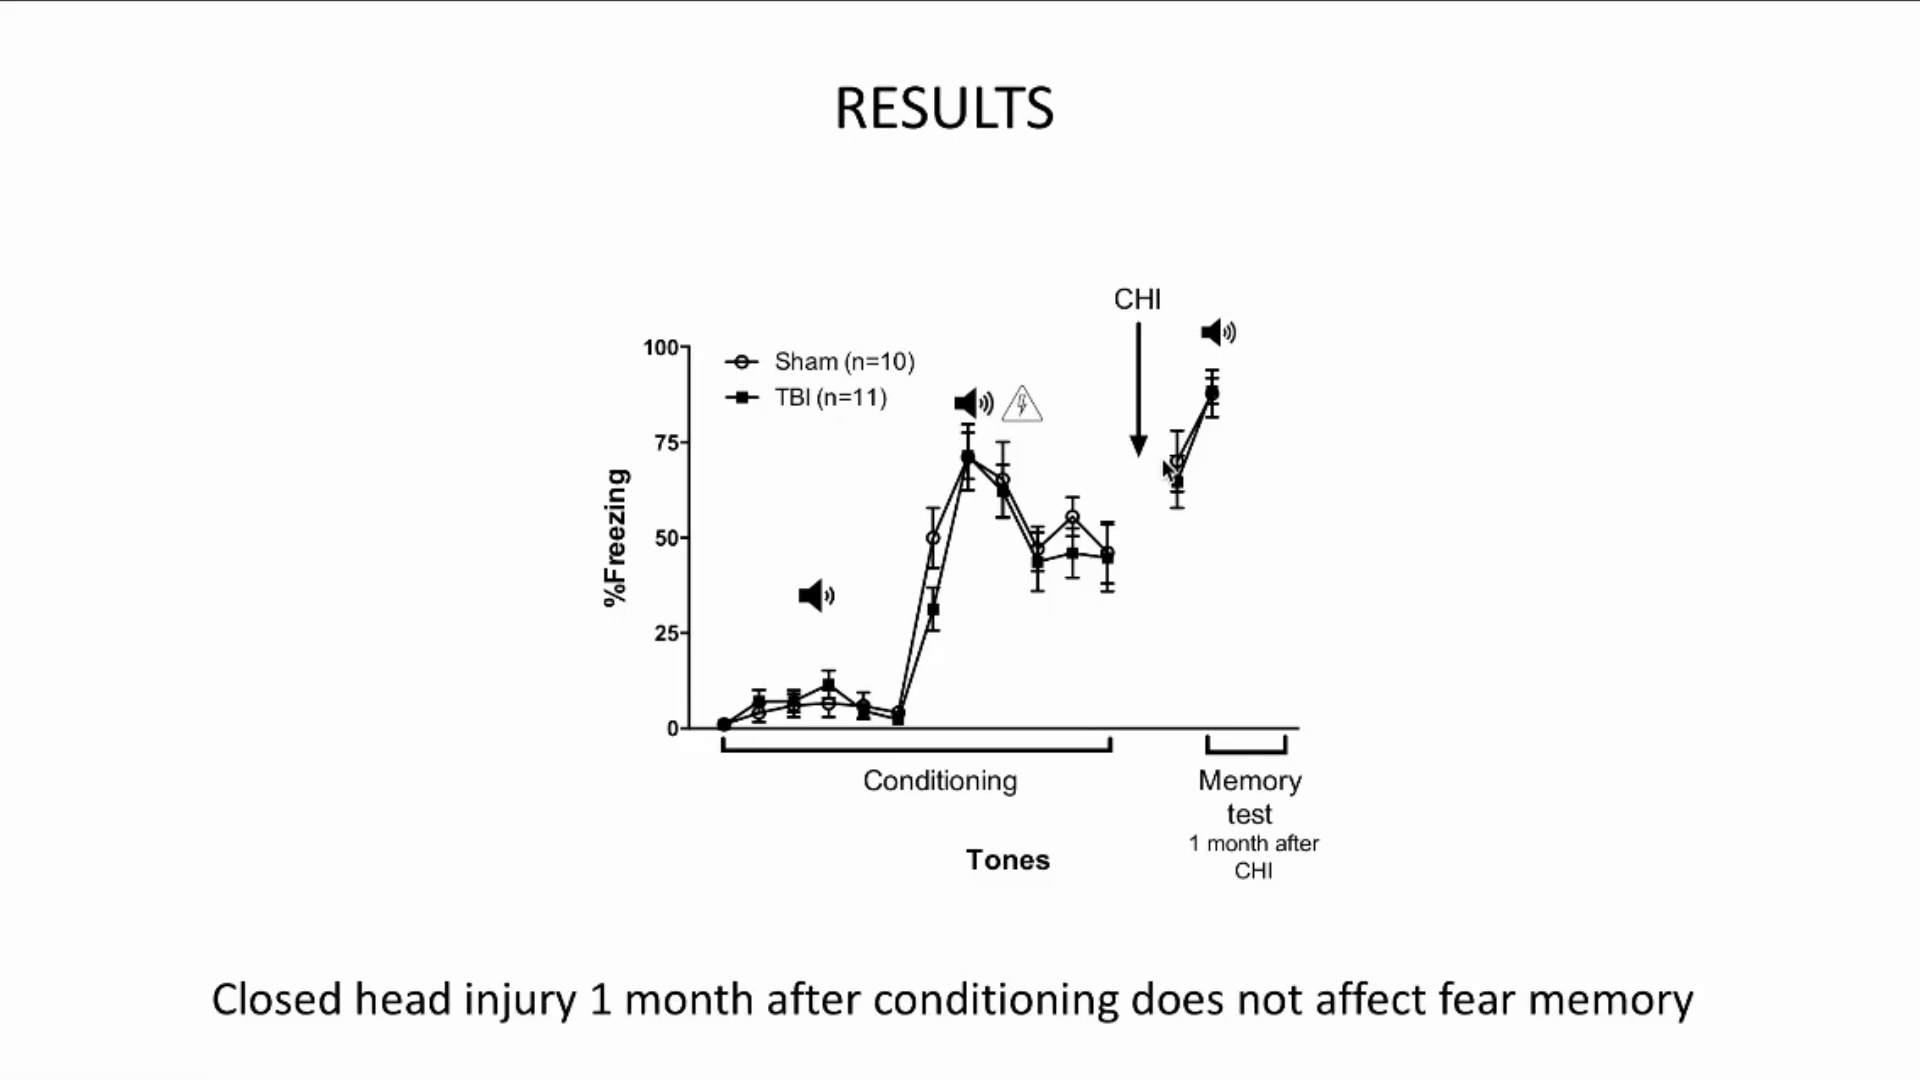 RESULTS
CHI
100
Sham (n=10)
TBI (n=11)
75
50
25
0
%Freezing
Conditioning
Memory
test
1 month after
CHI
Tones
Closed head injury 1 month after conditioning does not affect fear memory